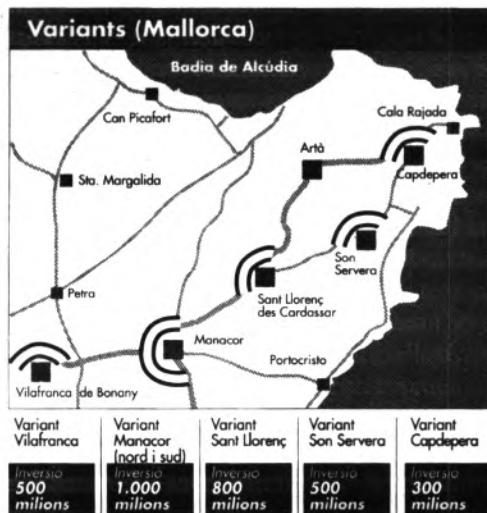 Variants (Mallorca)
Badia de Alcúdia
Can Picafort
Cala Rajada
Artà
Capdepera
Sta. Margalida
Son
Servera
Sant Llorenç
des Cardassar
Petra
Manacor
Portocristo
Vilafranca de Bonany
Variant
Vilafranca
Inversió
500
milions
Variant
Manacor
(nord i sud)
Inversió
1.000
milions
Variant
Sant Llorenç
Inversió
800
milions
Variant
Son Servera
Inversió
500
milions
Variant
Capdepera
Inversió
300
milions